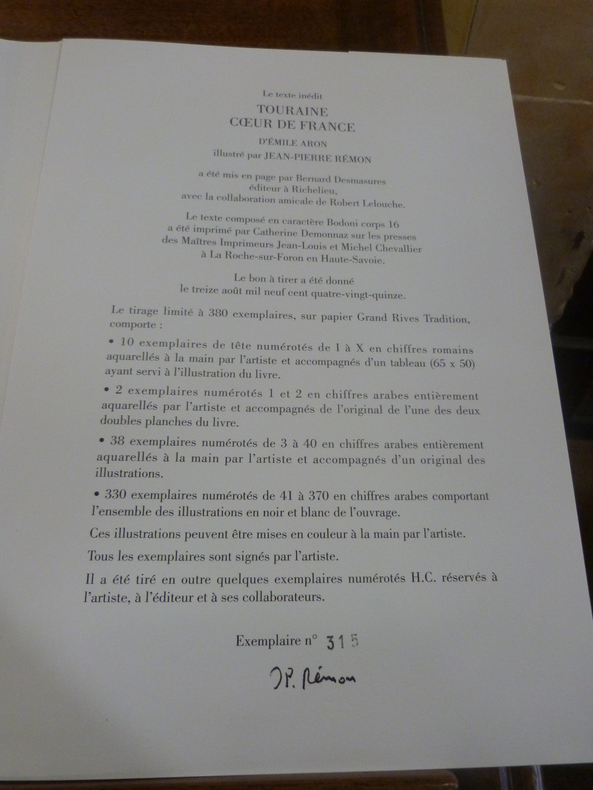 Le texte inédit
TOURAINE
CŒUR DE FRANCE
D'ÉMILE ARON
illustré par JEAN-PIERRE RÉMON
a été mis en page par Bernard Desmasures
éditeur à Richelieu,
avec la collaboration amicale de Robert Lelouche.
Le texte composé en caractère Bodoni corps 16
a été imprimé par Catherine Demonnaz sur les presses
des Maîtres Imprimeurs Jean-Louis et Michel Chevallier
à La Roche-sur-Foron en Haute-Savoie.
Le bon à tirer a été donné
le treize août mil neuf cent quatre-vingt-quinze.
Le tirage limité à 380 exemplaires, sur papier Grand Rives Tradition,
comporte :
• 10 exemplaires de tête numérotés de I à X en chiffres romains
aquarellés à la main par l'artiste et accompagnés d'un tableau (65 x 50)
ayant servi à l'illustration du livre.
• 2 exemplaires numérotés 1 et 2 en chiffres arabes entièrement
aquarellés par l'artiste et accompagnés de l'original de l'une des deux
doubles planches du livre.
• 38 exemplaires numérotés de 3 à 40 en chiffres arabes entièrement
aquarellés à la main par l'artiste et accompagnés d'un original des
illustrations.
• 330 exemplaires numérotés de 41 à 370 en chiffres arabes comportant
l'ensemble des illustrations en noir et blanc de l'ouvrage.
Ces illustrations peuvent être mises en couleur à la main par l'artiste.
Tous les exemplaires sont signés par l'artiste.
Il a été tiré en outre quelques exemplaires numérotés H.C. réservés à
l'artiste, à l'éditeur et à ses collaborateurs.
Exemplaire n° 315
JP. Rémon